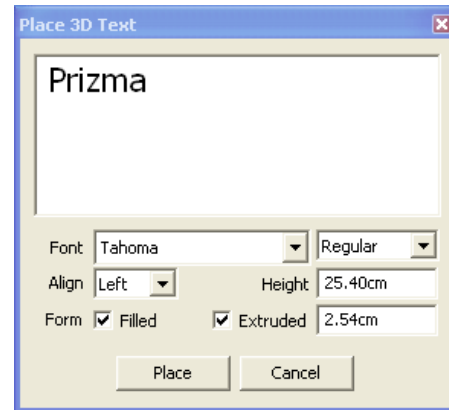 Place 3D Text
Prizma
Font Tahoma Regular
Align Left Height 25.40cm
Form Filled Extruded 2.54cm
Place Cancel